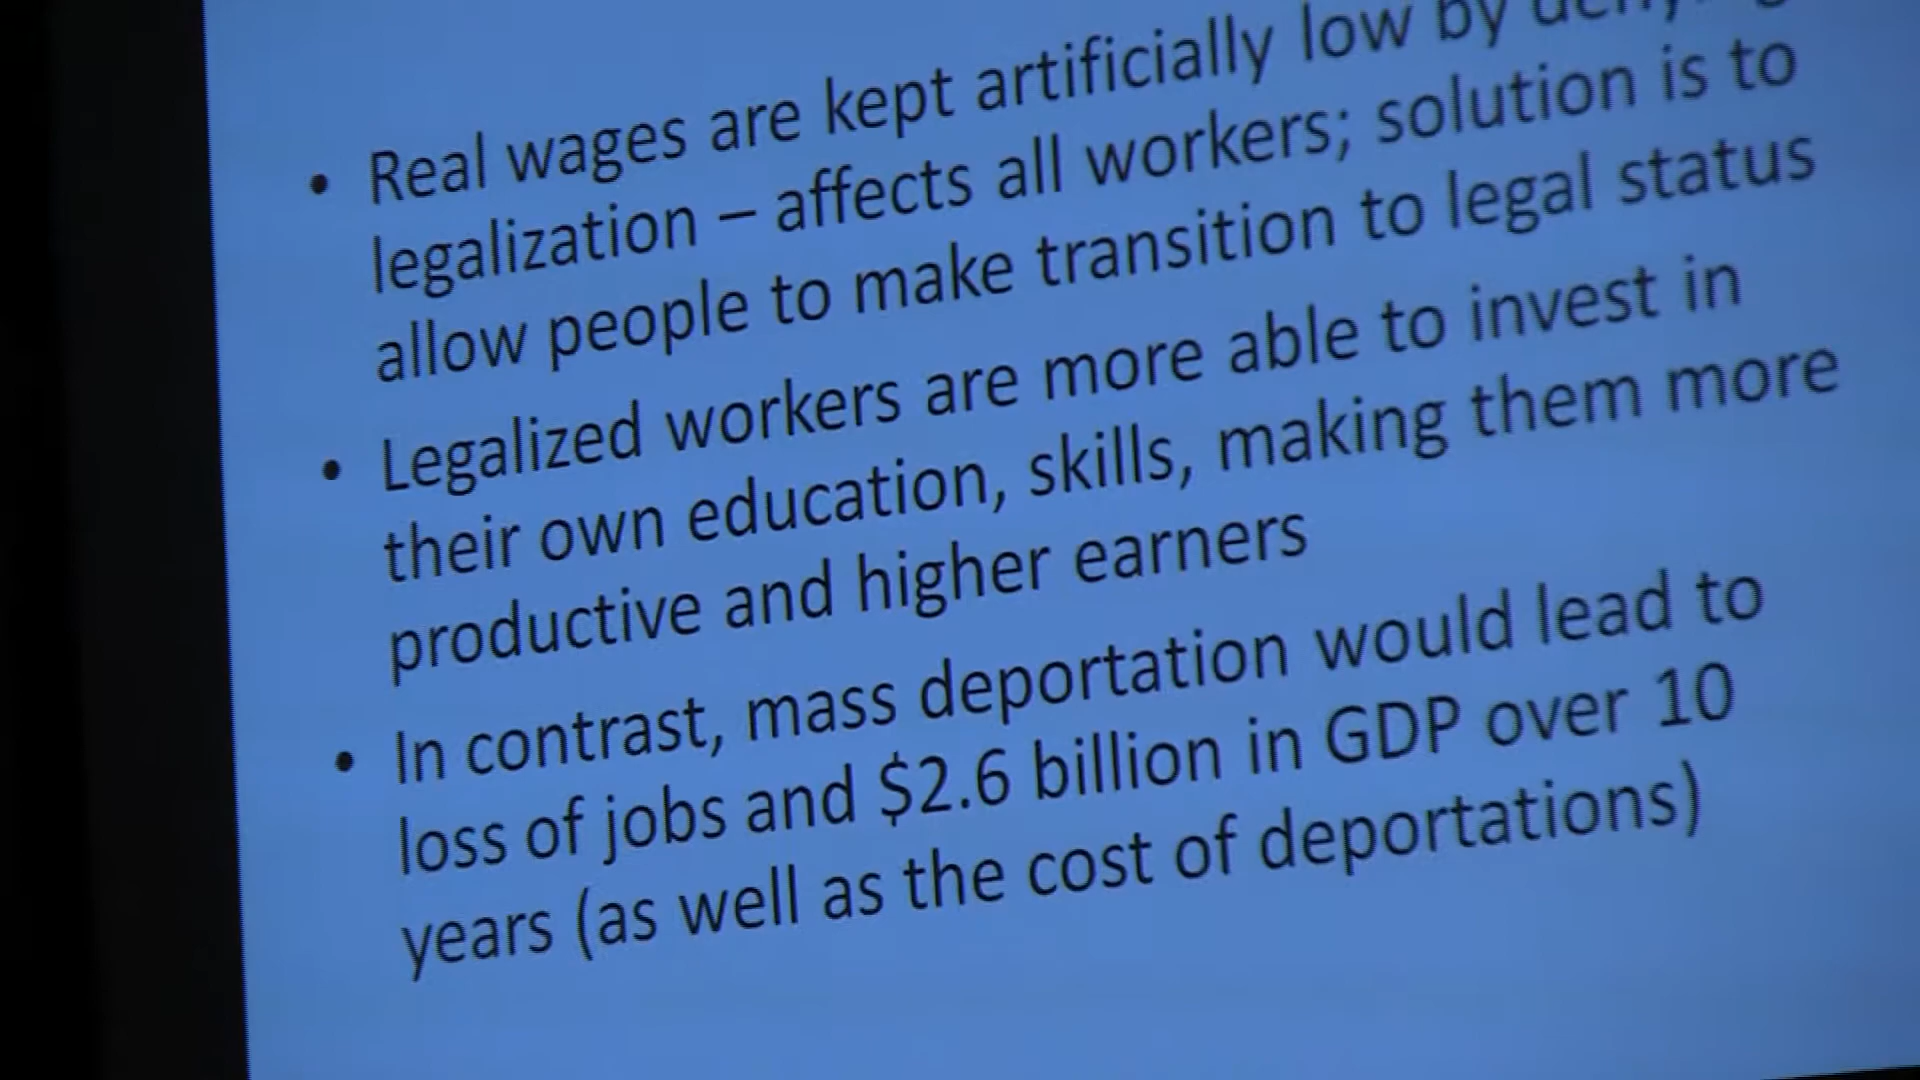 • Real wages are kept artificially low by denying
legalization – affects all workers; solution is to
allow people to make transition to legal status
• Legalized workers are more able to invest in
their own education, skills, making them more
productive and higher earners
• In contrast, mass deportation would lead to
loss of jobs and $2.6 billion in GDP over 10
years (as well as the cost of deportations)